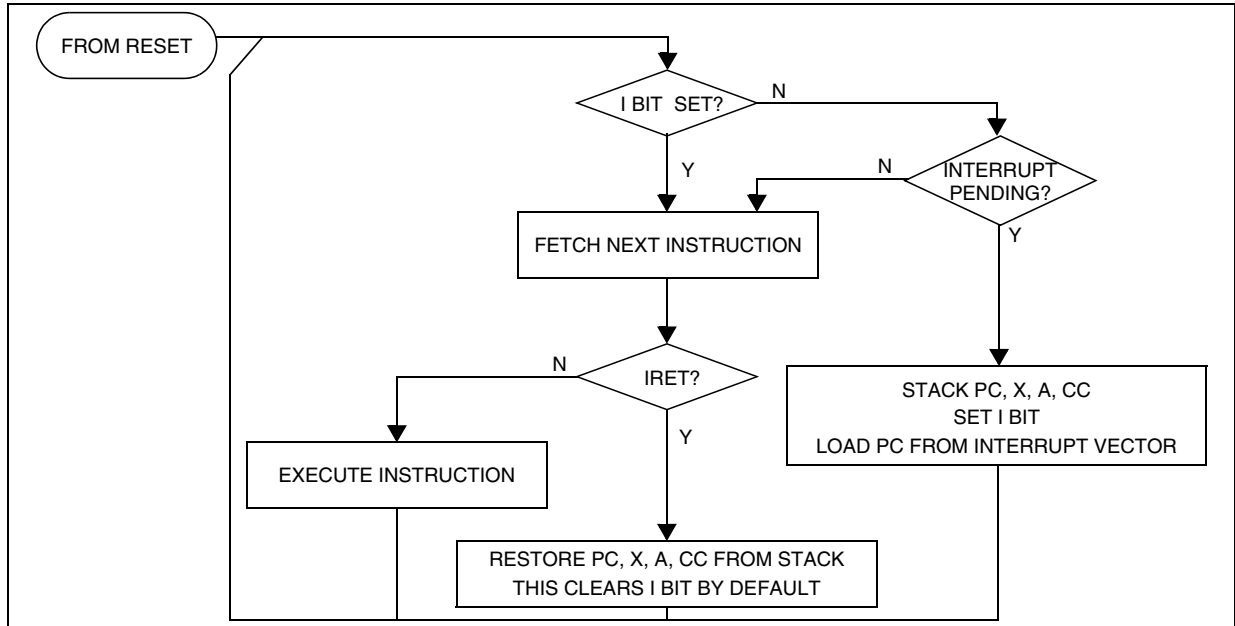 FROM RESET
I BIT SET?
N
Y
N
INTERRUPT
PENDING?
Y
FETCH NEXT INSTRUCTION
N
IRET?
Y
STACK PC, X, A, CC
SET I BIT
LOAD PC FROM INTERRUPT VECTOR
EXECUTE INSTRUCTION
RESTORE PC, X, A, CC FROM STACK
THIS CLEARS I BIT BY DEFAULT